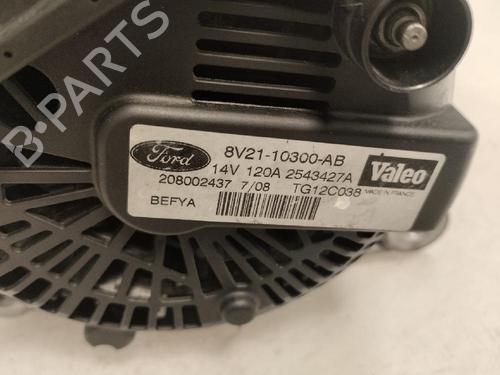 B-PARTS
Ford
8V21-10300-AB
14V 120A 2543427A
208002437 7/08 TG12C038
BEFYA
Valeo
MADE IN FRANCE